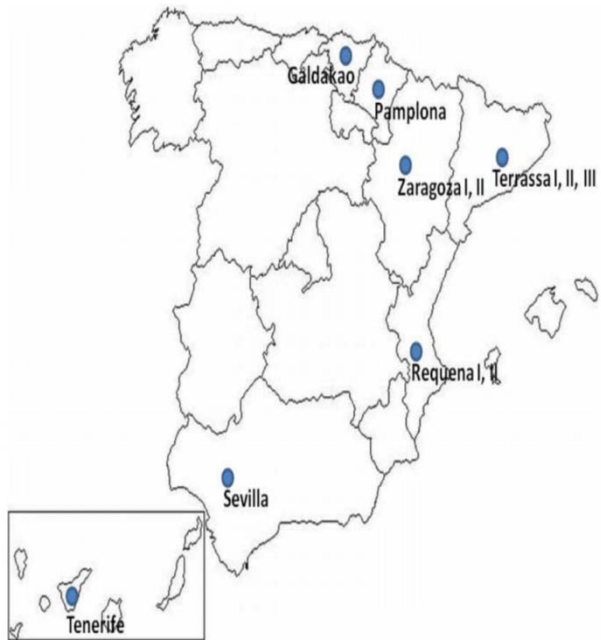 Galdakao
Pamplona
Zaragoza I, II
Terrassa I, II, III
Requena I, II
Sevilla
Tenerife